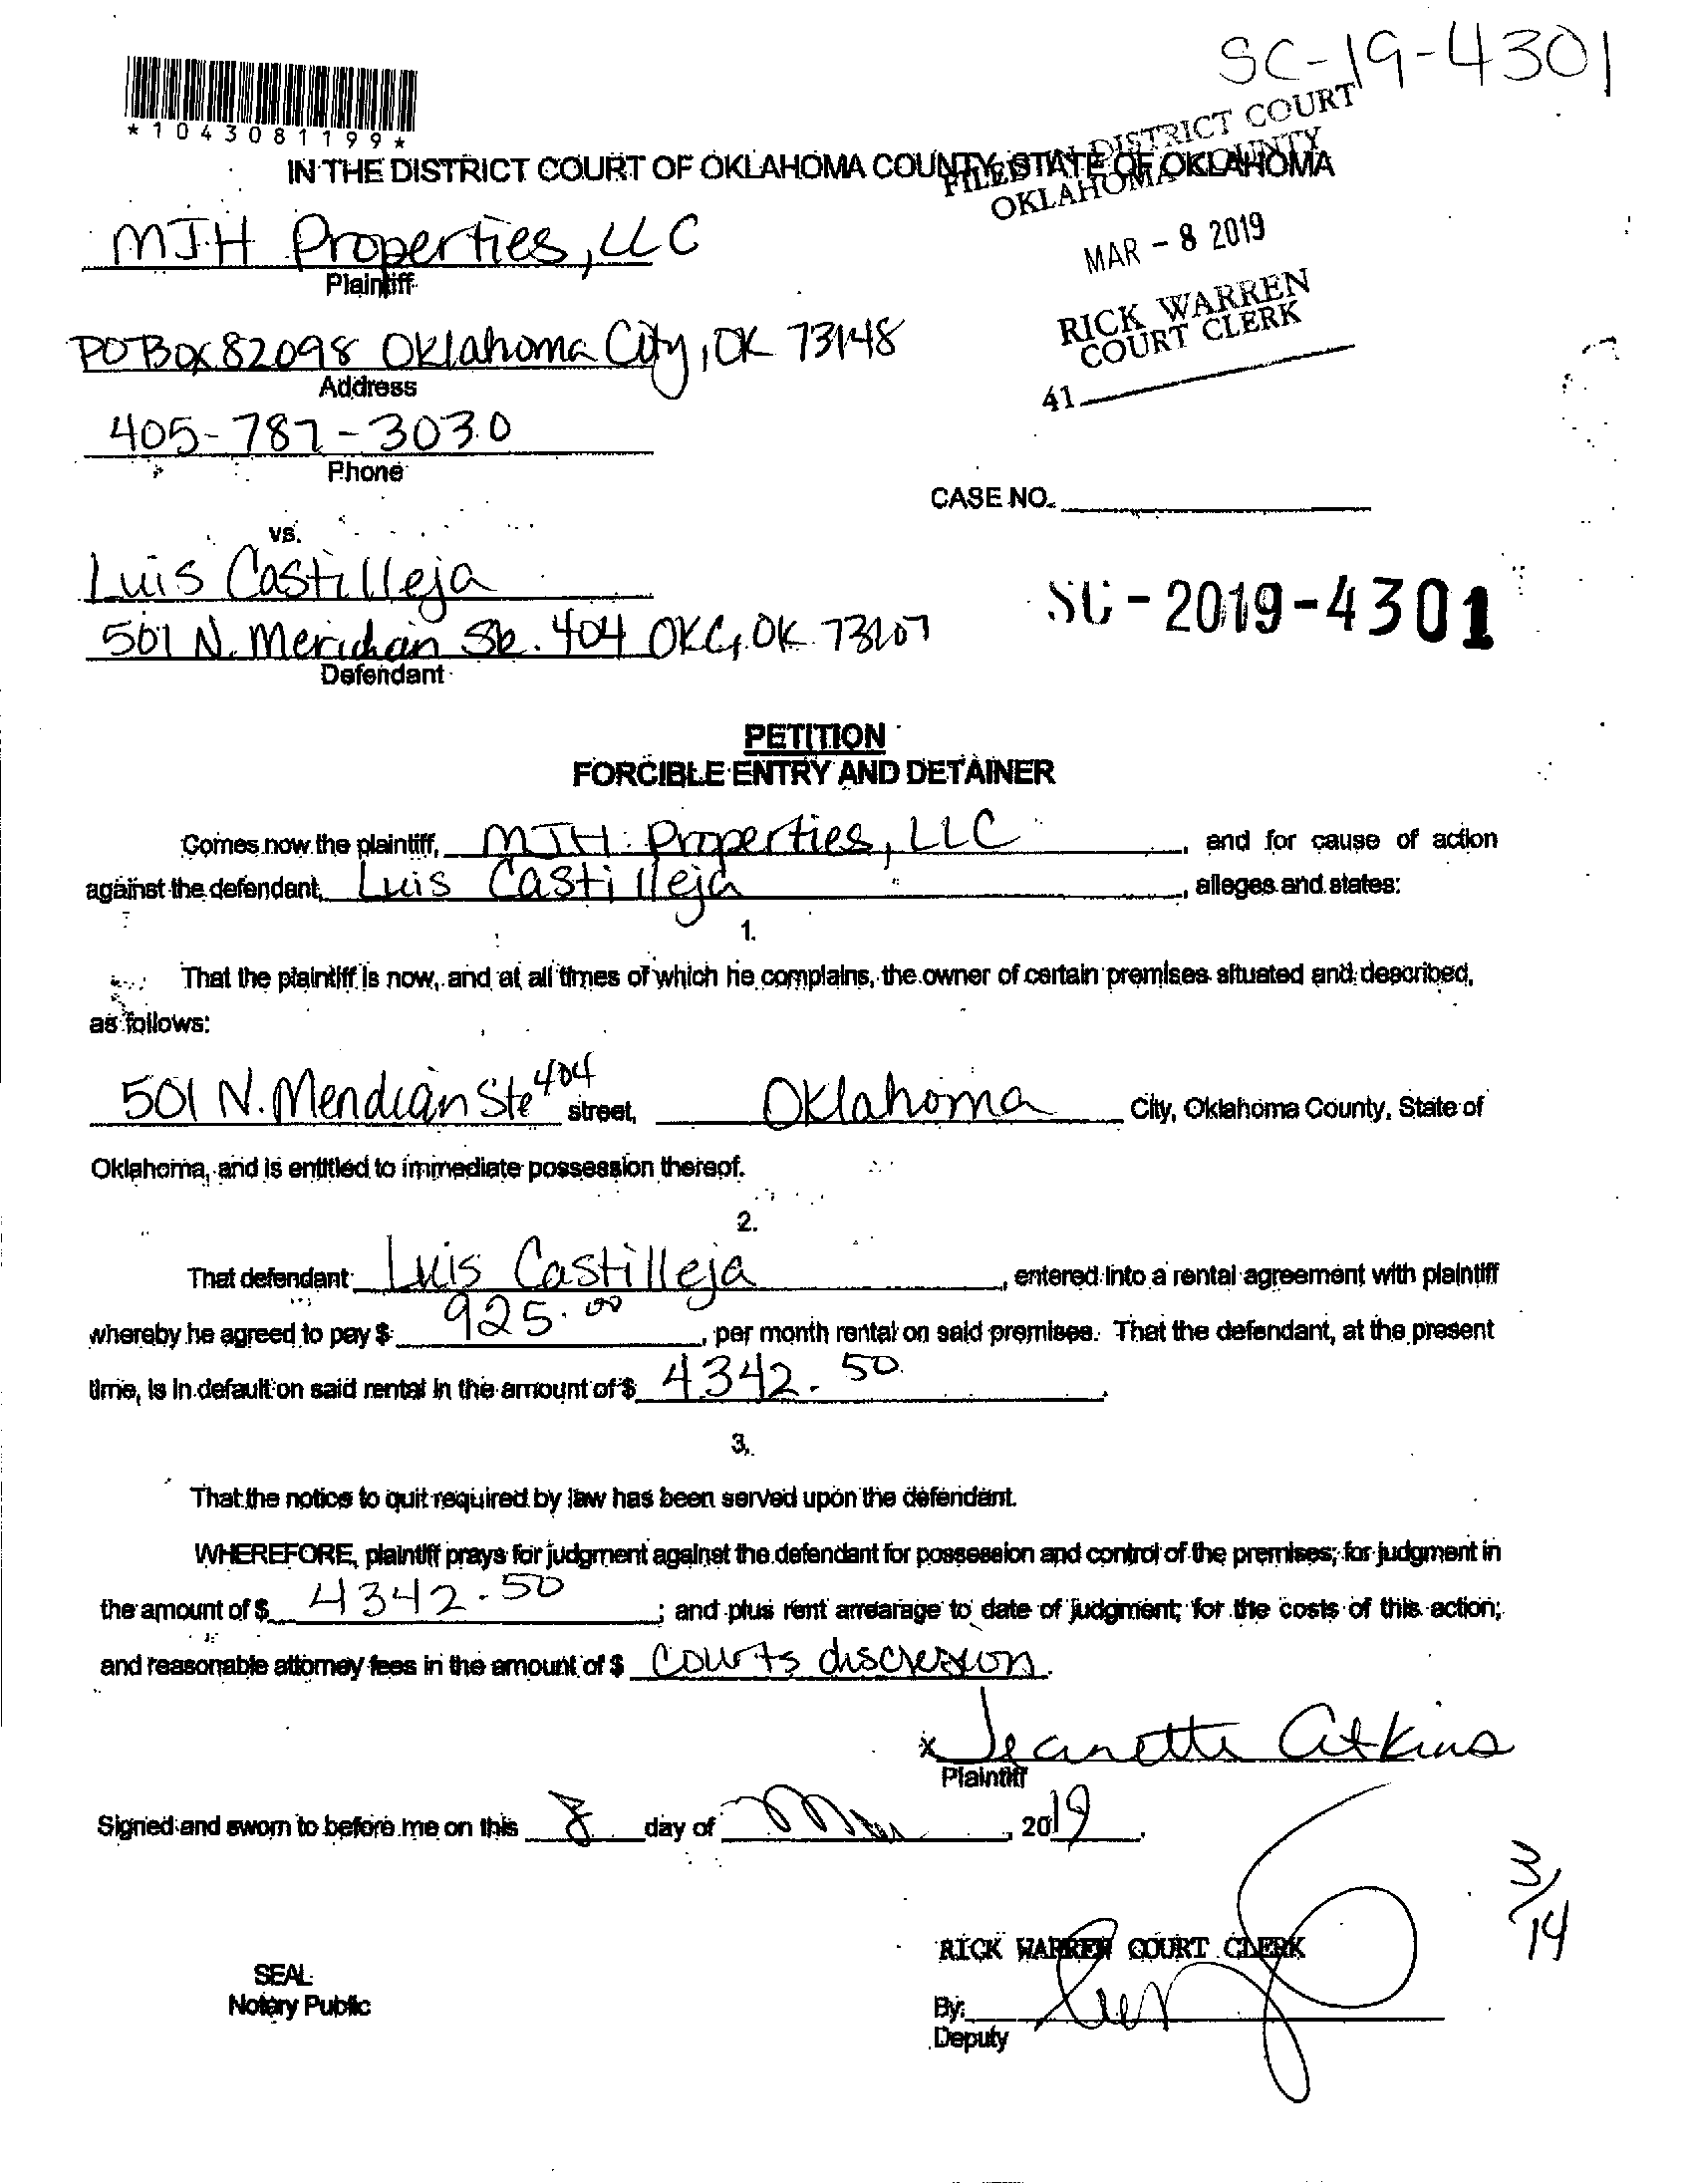 SC-19-4301
*1043081199*
FILED IN DISTRICT COURT
OKLAHOMA COUNTY
IN THE DISTRICT COURT OF OKLAHOMA COUNTY, STATE OF OKLAHOMA
MAR - 8 2019
RICK WARREN
COURT CLERK
41
MJH Properties, LLC
Plaintiff
PO Box 82098 Oklahoma City, OK 73148
Address
405-787-3030
Phone
CASE NO.
vs.
Luis Castilleja
SC-2019-4301
501 N. Meridian Ste. 404 OKC, OK 73107
Defendant
PETITION
FORCIBLE ENTRY AND DETAINER
Comes now the plaintiff, MJH Properties, LLC, and for cause of action
against the defendant, Luis Castilleja, alleges and states:
1.
That the plaintiff is now, and at all times of which he complains, the owner of certain premises situated and described,
as follows:
501 N. Meridian Ste 404 street, Oklahoma City, Oklahoma County, State of
Oklahoma, and is entitled to immediate possession thereof.
2.
That defendant Luis Castilleja, entered into a rental agreement with plaintiff
whereby he agreed to pay $ 925.00, per month rental on said premises. That the defendant, at the present
time, is in default on said rental in the amount of $ 4342.50.
3.
That the notice to quit required by law has been served upon the defendant.
WHEREFORE, plaintiff prays for judgment against the defendant for possession and control of the premises; for judgment in
the amount of $ 4342.50; and plus rent arrearage to date of judgment; for the costs of this action;
and reasonable attorney fees in the amount of $ Courts discresion.
x Jeanette Atkins
Plaintiff
Signed and sworn to before me on this 8 day of Mar, 2019.
3/14
RICK WARREN COURT CLERK
SEAL
Notary Public
By:
Deputy